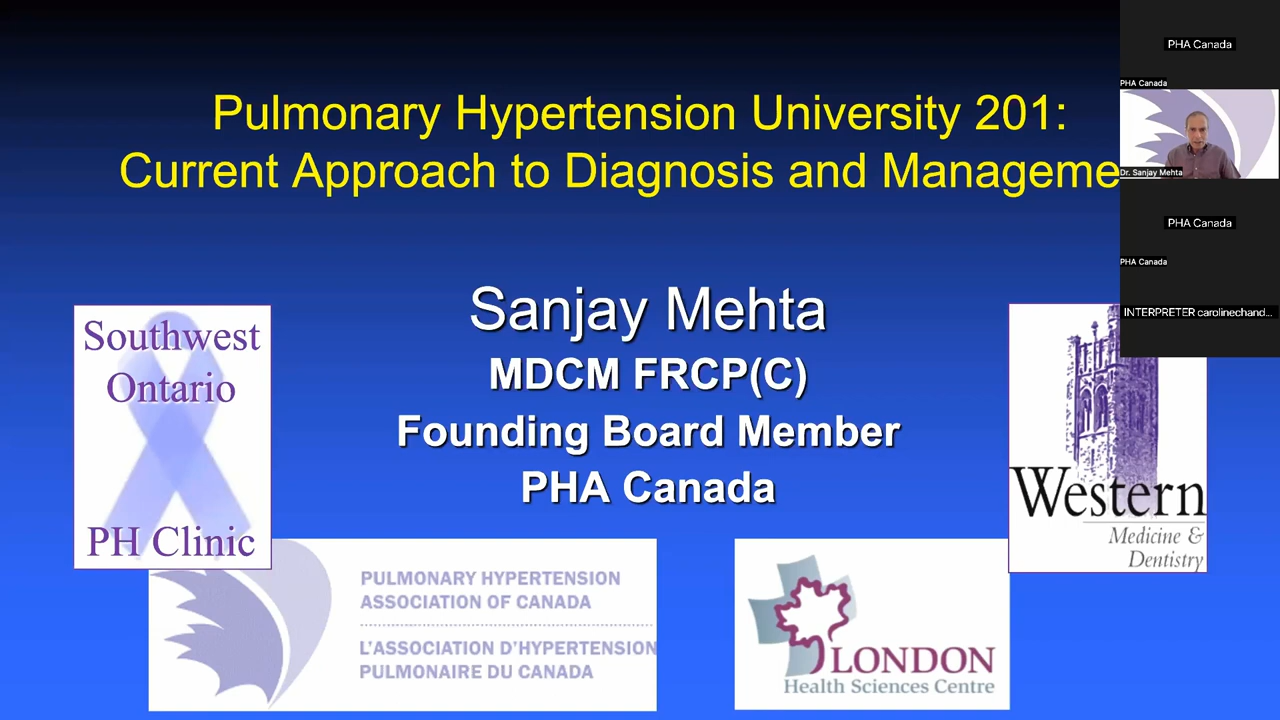 Pulmonary Hypertension University 201:
Current Approach to Diagnosis and Manageme
Sanjay Mehta
MDCM FRCP(C)
Founding Board Member
PHA Canada
Southwest
Ontario
PH Clinic
Western
Medicine &
Dentistry
PULMONARY HYPERTENSION
ASSOCIATION OF CANADA
L'ASSOCIATION D'HYPERTENSION
PULMONAIRE DU CANADA
LONDON
Health Sciences Centre
PHA Canada
PHA Canada
Dr. Sanjay Mehta
PHA Canada
PHA Canada
INTERPRETER carolinechand...